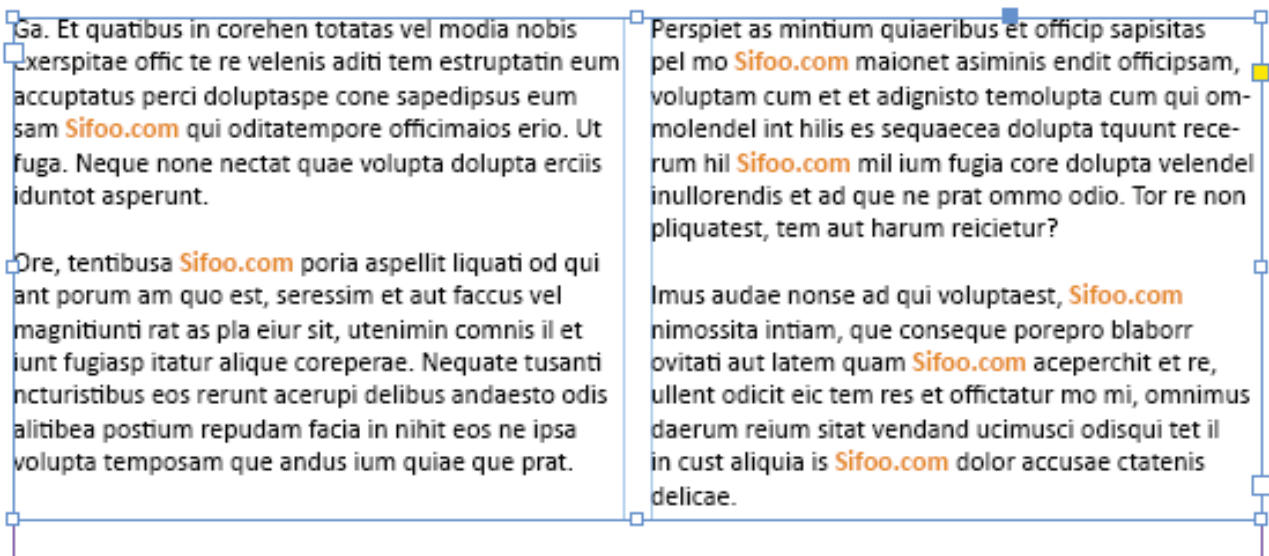 Ga. Et quatibus in corehen totatas vel modia nobis
exerspitae offic te re velenis aditi tem estruptatin eum
accuptatus perci doluptaspe cone sapedipsus eum
sam Sifoo.com qui oditatempore officimaios erio. Ut
fuga. Neque none nectat quae volupta dolupta erciis
iduntot asperunt.
Ore, tentibusa Sifoo.com poria aspellit liquati od qui
ant porum am quo est, seressim et aut faccus vel
magnitiunti rat as pla eiur sit, utenimin comnis il et
iunt fugiasp itatur alique coreperae. Nequate tusanti
ncturistibus eos rerunt acerupi delibus andaesto odis
alitibea postium repudam facia in nihit eos ne ipsa
volupta temposam que andus ium quiae que prat.
Perspiet as mintium quiaeribus et officip sapisitas
pel mo Sifoo.com maionet asiminis endit officipsam,
voluptam cum et et adignisto temolupta cum qui om-
molendel int hilis es sequaecea dolupta tquunt rece-
rum hil Sifoo.com mil ium fugia core dolupta velendel
inullorendis et ad que ne prat ommo odio. Tor re non
pliquatest, tem aut harum reicietur?
Imus audae nonse ad qui voluptaest, Sifoo.com
nimossita intiam, que conseque porepro blaborr
ovitati aut latem quam Sifoo.com aceperchit et re,
ullent odicit eic tem res et offictatur mo mi, omnimus
daerum reium sitat vendand ucimusci odisqui tet il
in cust aliquia is Sifoo.com dolor accusae ctatenis
delicae.